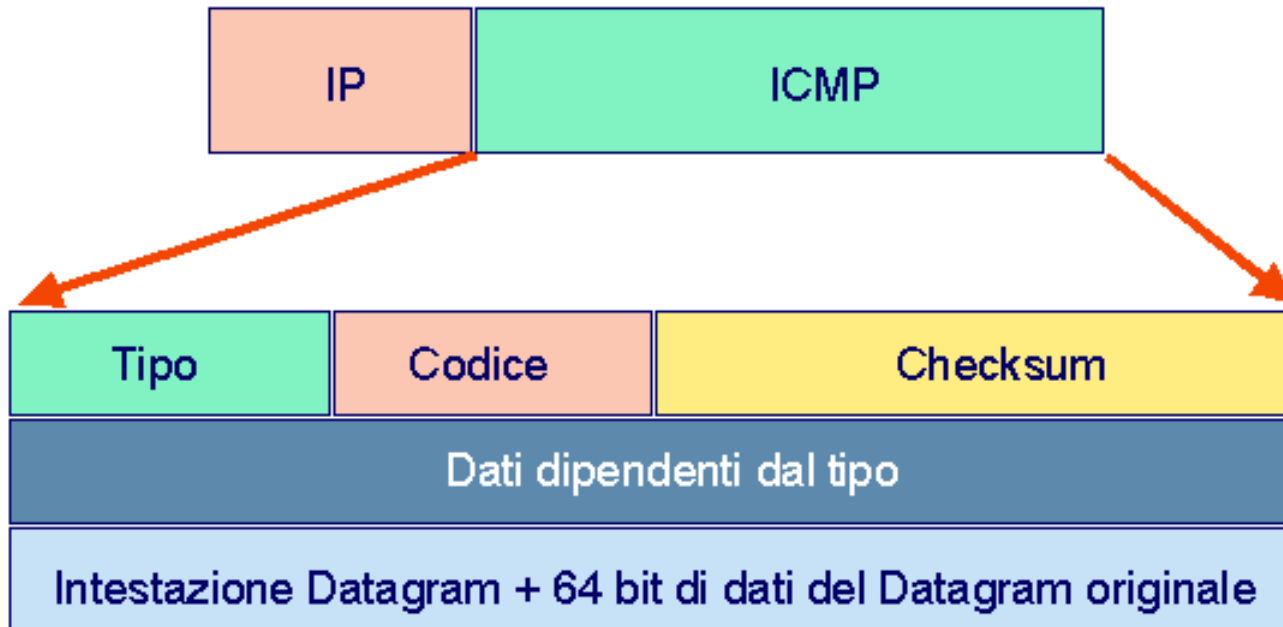 IP
ICMP
Tipo
Codice
Checksum
Dati dipendenti dal tipo
Intestazione Datagram + 64 bit di dati del Datagram originale